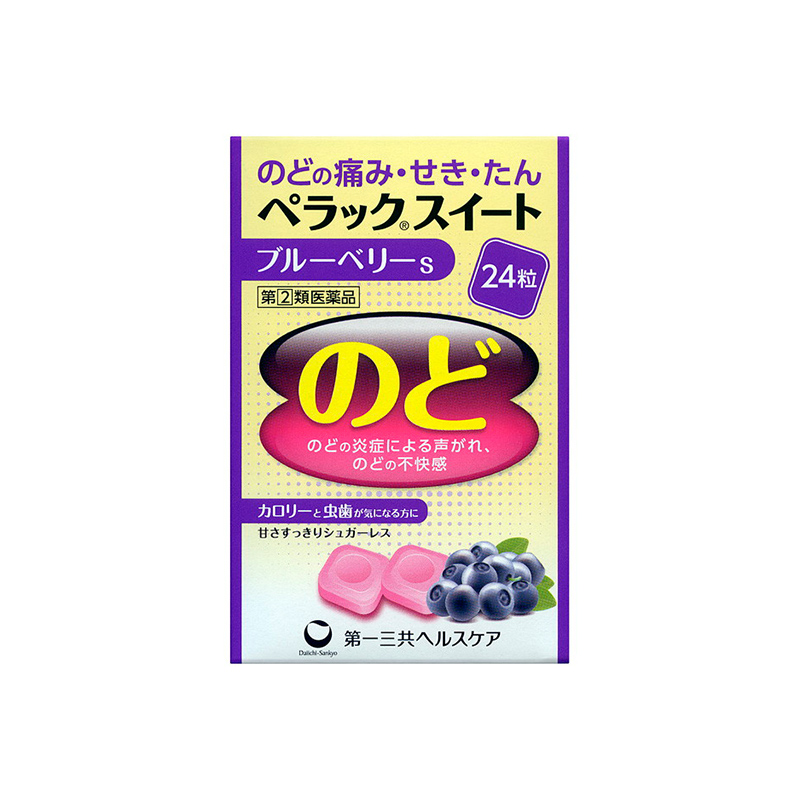 のどの痛み・せき・たん
ペラック®スイート
ブルーベリーs
24粒
指②類医薬品
のど
のどの炎症による声がれ、
のどの不快感
カロリーと虫歯が気になる方に
甘さすっきりシュガーレス
Daiichi-Sankyo
第一三共ヘルスケア